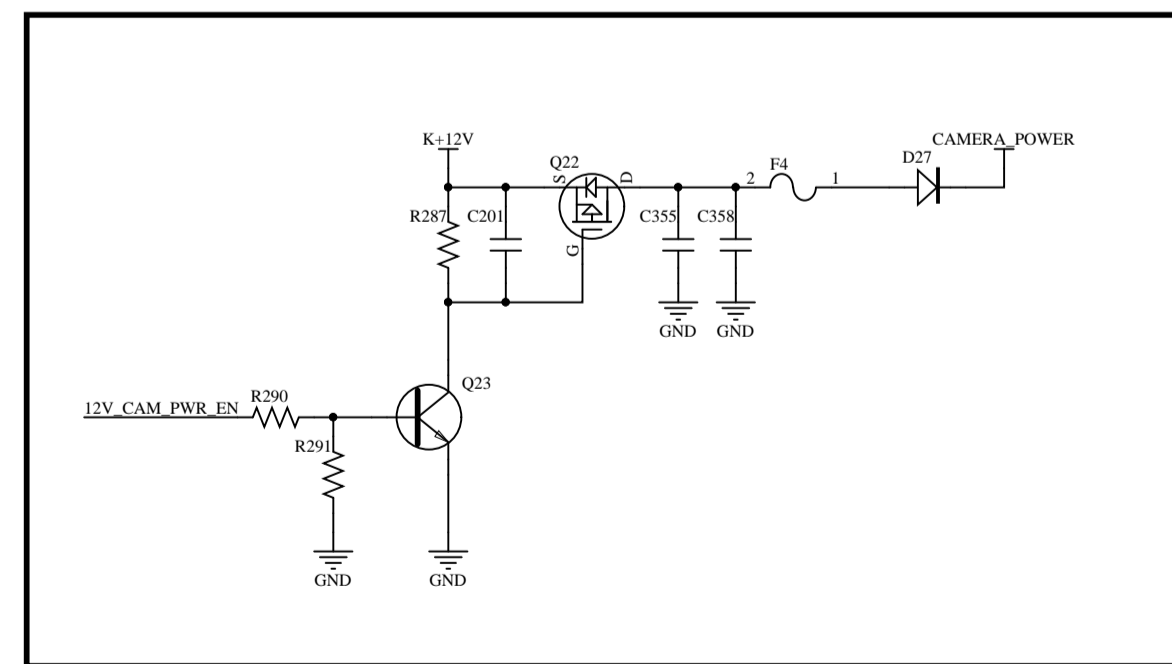 K+12V
CAMERA_POWER
Q22
S
D
2
F4
1
D27
R287
C201
G
C355
C358
GND
GND
Q23
12V_CAM_PWR_EN
R290
R291
GND
GND